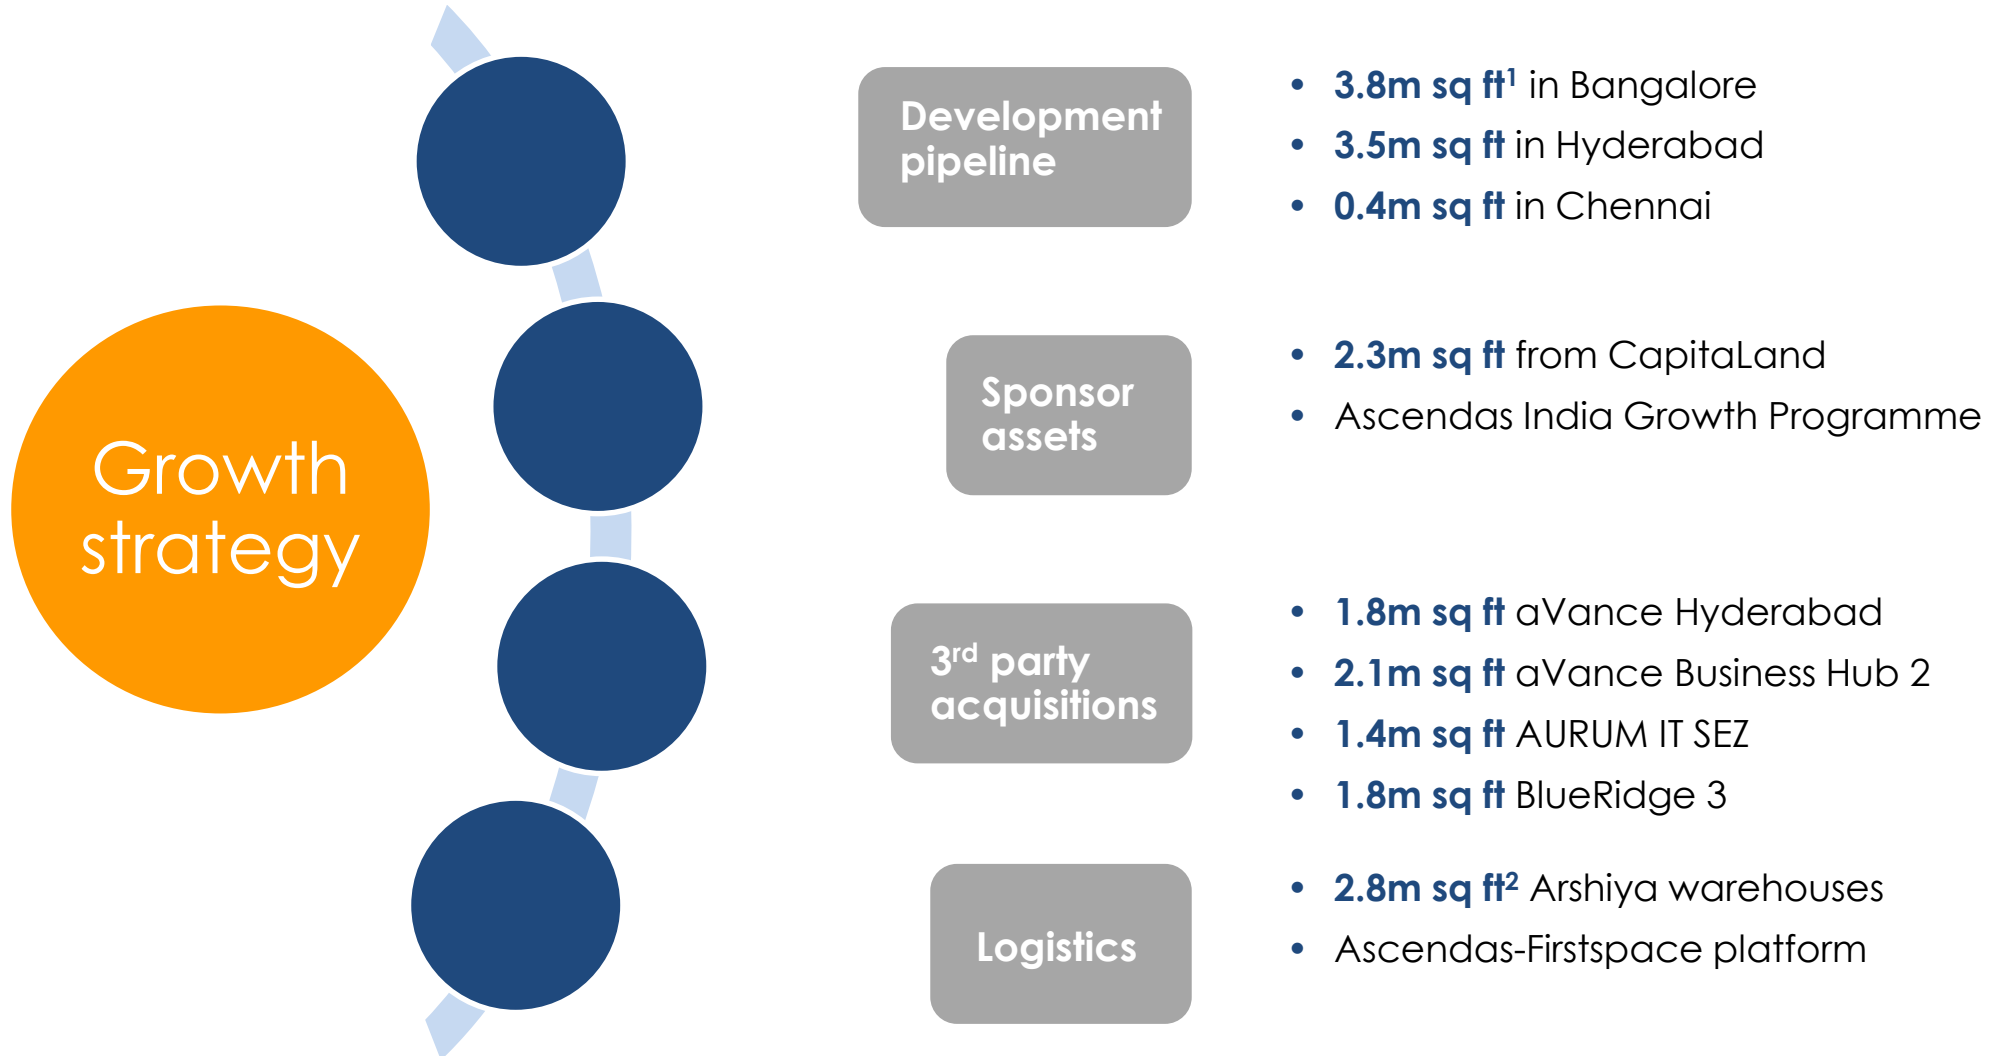 Growth
strategy
Development
pipeline
• 3.8m sq ft¹ in Bangalore
• 3.5m sq ft in Hyderabad
• 0.4m sq ft in Chennai
Sponsor
assets
• 2.3m sq ft from CapitaLand
• Ascendas India Growth Programme
3rd party
acquisitions
• 1.8m sq ft aVance Hyderabad
• 2.1m sq ft aVance Business Hub 2
• 1.4m sq ft AURUM IT SEZ
• 1.8m sq ft BlueRidge 3
Logistics
• 2.8m sq ft² Arshiya warehouses
• Ascendas-Firstspace platform